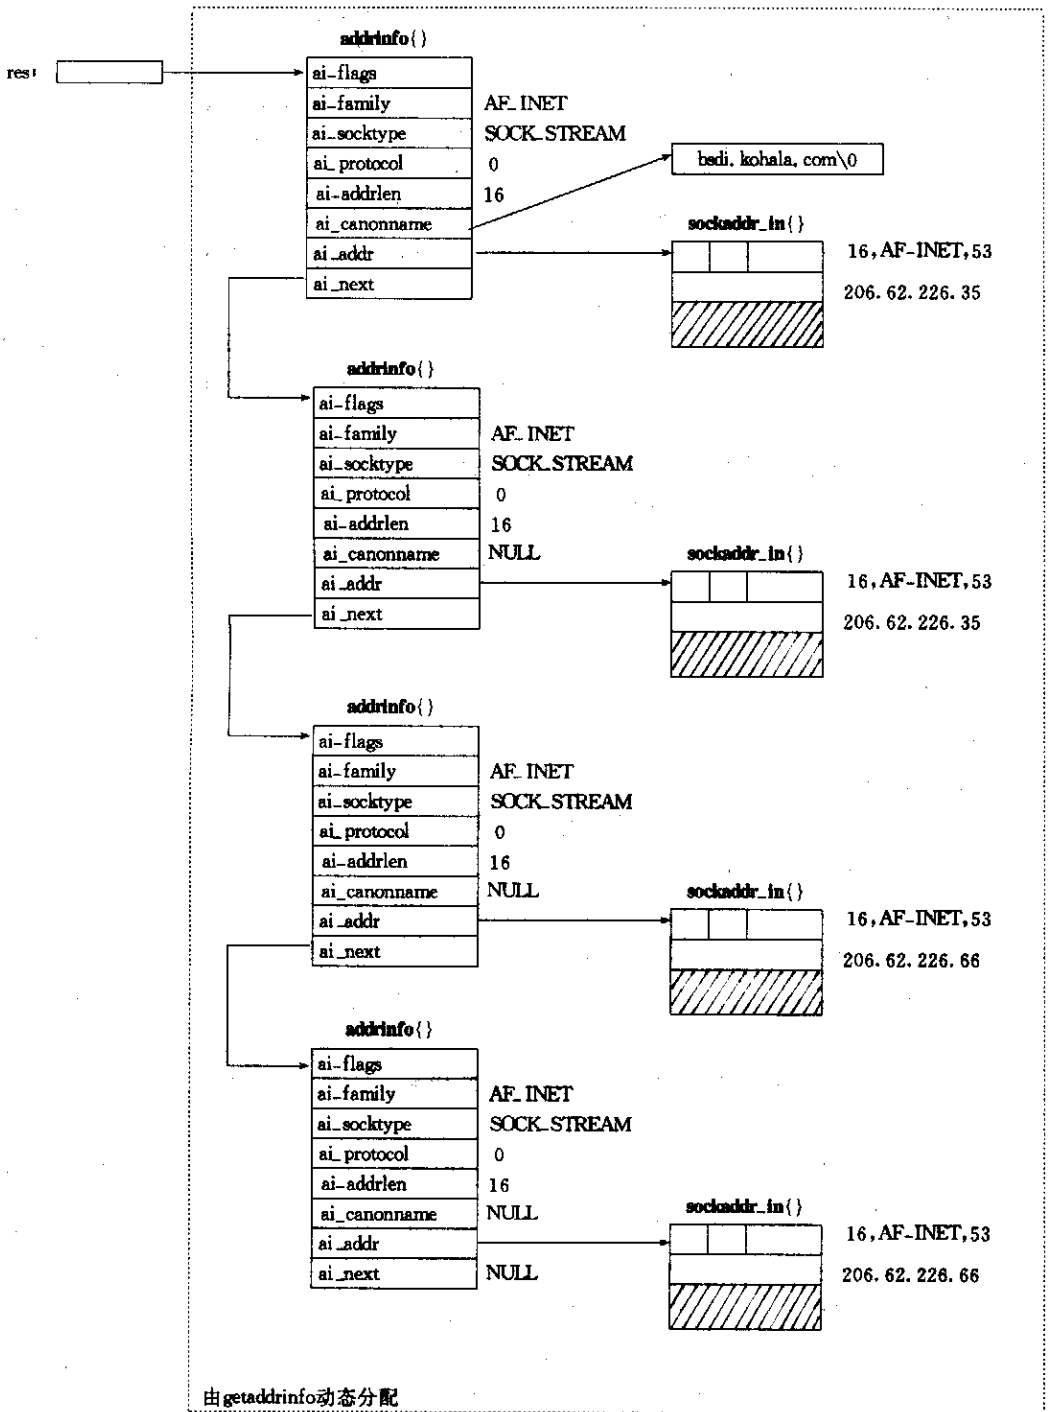 addrinfo{}
res:
ai-flags
ai-family AF_INET
ai-socktype SOCK_STREAM
ai_protocol 0
ai-addrlen 16
ai_canonname
bsdi.kohala.com\0
ai_addr
sockaddr_in{}
16,AF-INET,53
ai_next
206.62.226.35
addrinfo{}
ai-flags
ai-family AF_INET
ai-socktype SOCK_STREAM
ai_protocol 0
ai-addrlen 16
ai_canonname NULL
ai_addr
sockaddr_in{}
16,AF-INET,53
ai_next
206.62.226.35
addrinfo{}
ai-flags
ai-family AF_INET
ai-socktype SOCK_STREAM
ai_protocol 0
ai-addrlen 16
ai_canonname NULL
ai_addr
sockaddr_in{}
16,AF-INET,53
ai_next
206.62.226.66
addrinfo{}
ai-flags
ai-family AF_INET
ai_socktype SOCK_STREAM
ai_protocol 0
ai-addrlen 16
ai_canonname NULL
ai_addr
sockaddr_in{}
16,AF-INET,53
ai_next NULL
206.62.226.66
由getaddrinfo动态分配